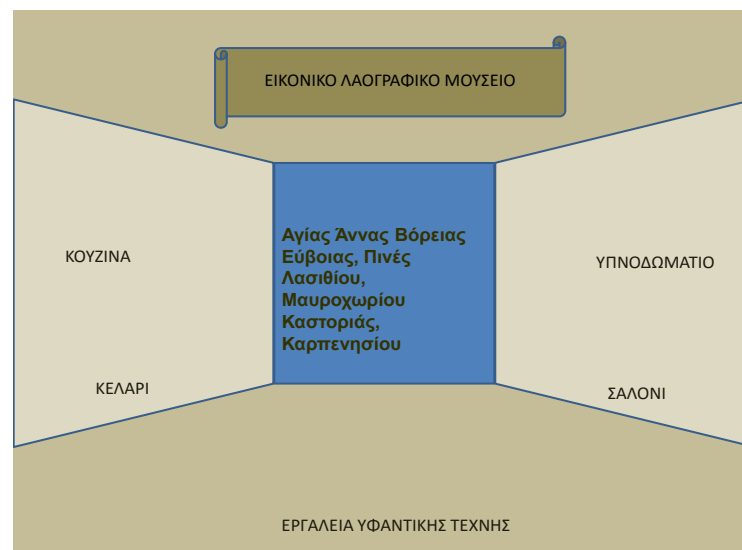 ΕΙΚΟΝΙΚΟ ΛΑΟΓΡΑΦΙΚΟ ΜΟΥΣΕΙΟ
Αγίας Άννας Βόρειας
Εύβοιας, Πινές
Λασιθίου,
Μαυροχωρίου
Καστοριάς,
Καρπενησίου
ΚΟΥΖΙΝΑ
ΥΠΝΟΔΩΜΑΤΙΟ
ΚΕΛΑΡΙ
ΣΑΛΟΝΙ
ΕΡΓΑΛΕΙΑ ΥΦΑΝΤΙΚΗΣ ΤΕΧΝΗΣ